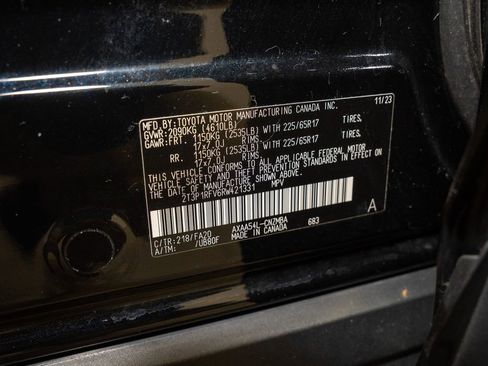 MFD.BY:TOYOTA MOTOR MANUFACTURING CANADA INC. 11/23
GVWR: 2090KG (4610LB)
GAWR:FRT. 1150KG (2535LB) WITH 225/65R17 TIRES,
17x7.0J RIMS
RR. 1150KG (2535LB) WITH 225/65R17 TIRES,
17x7.0J RIMS
THIS VEHICLE CONFORMS TO ALL APPLICABLE FEDERAL MOTOR
VEHICLE SAFETY AND THEFT PREVENTION STANDARDS IN EFFECT
ON THE DATE OF MANUFACTURE SHOWN ABOVE.
2T3P1RFV6RW421331 MPV
A
C/TR:218/FA20 AXAA54L-CNZMBA 683
A/TM: /UB80F MADE IN CANADA